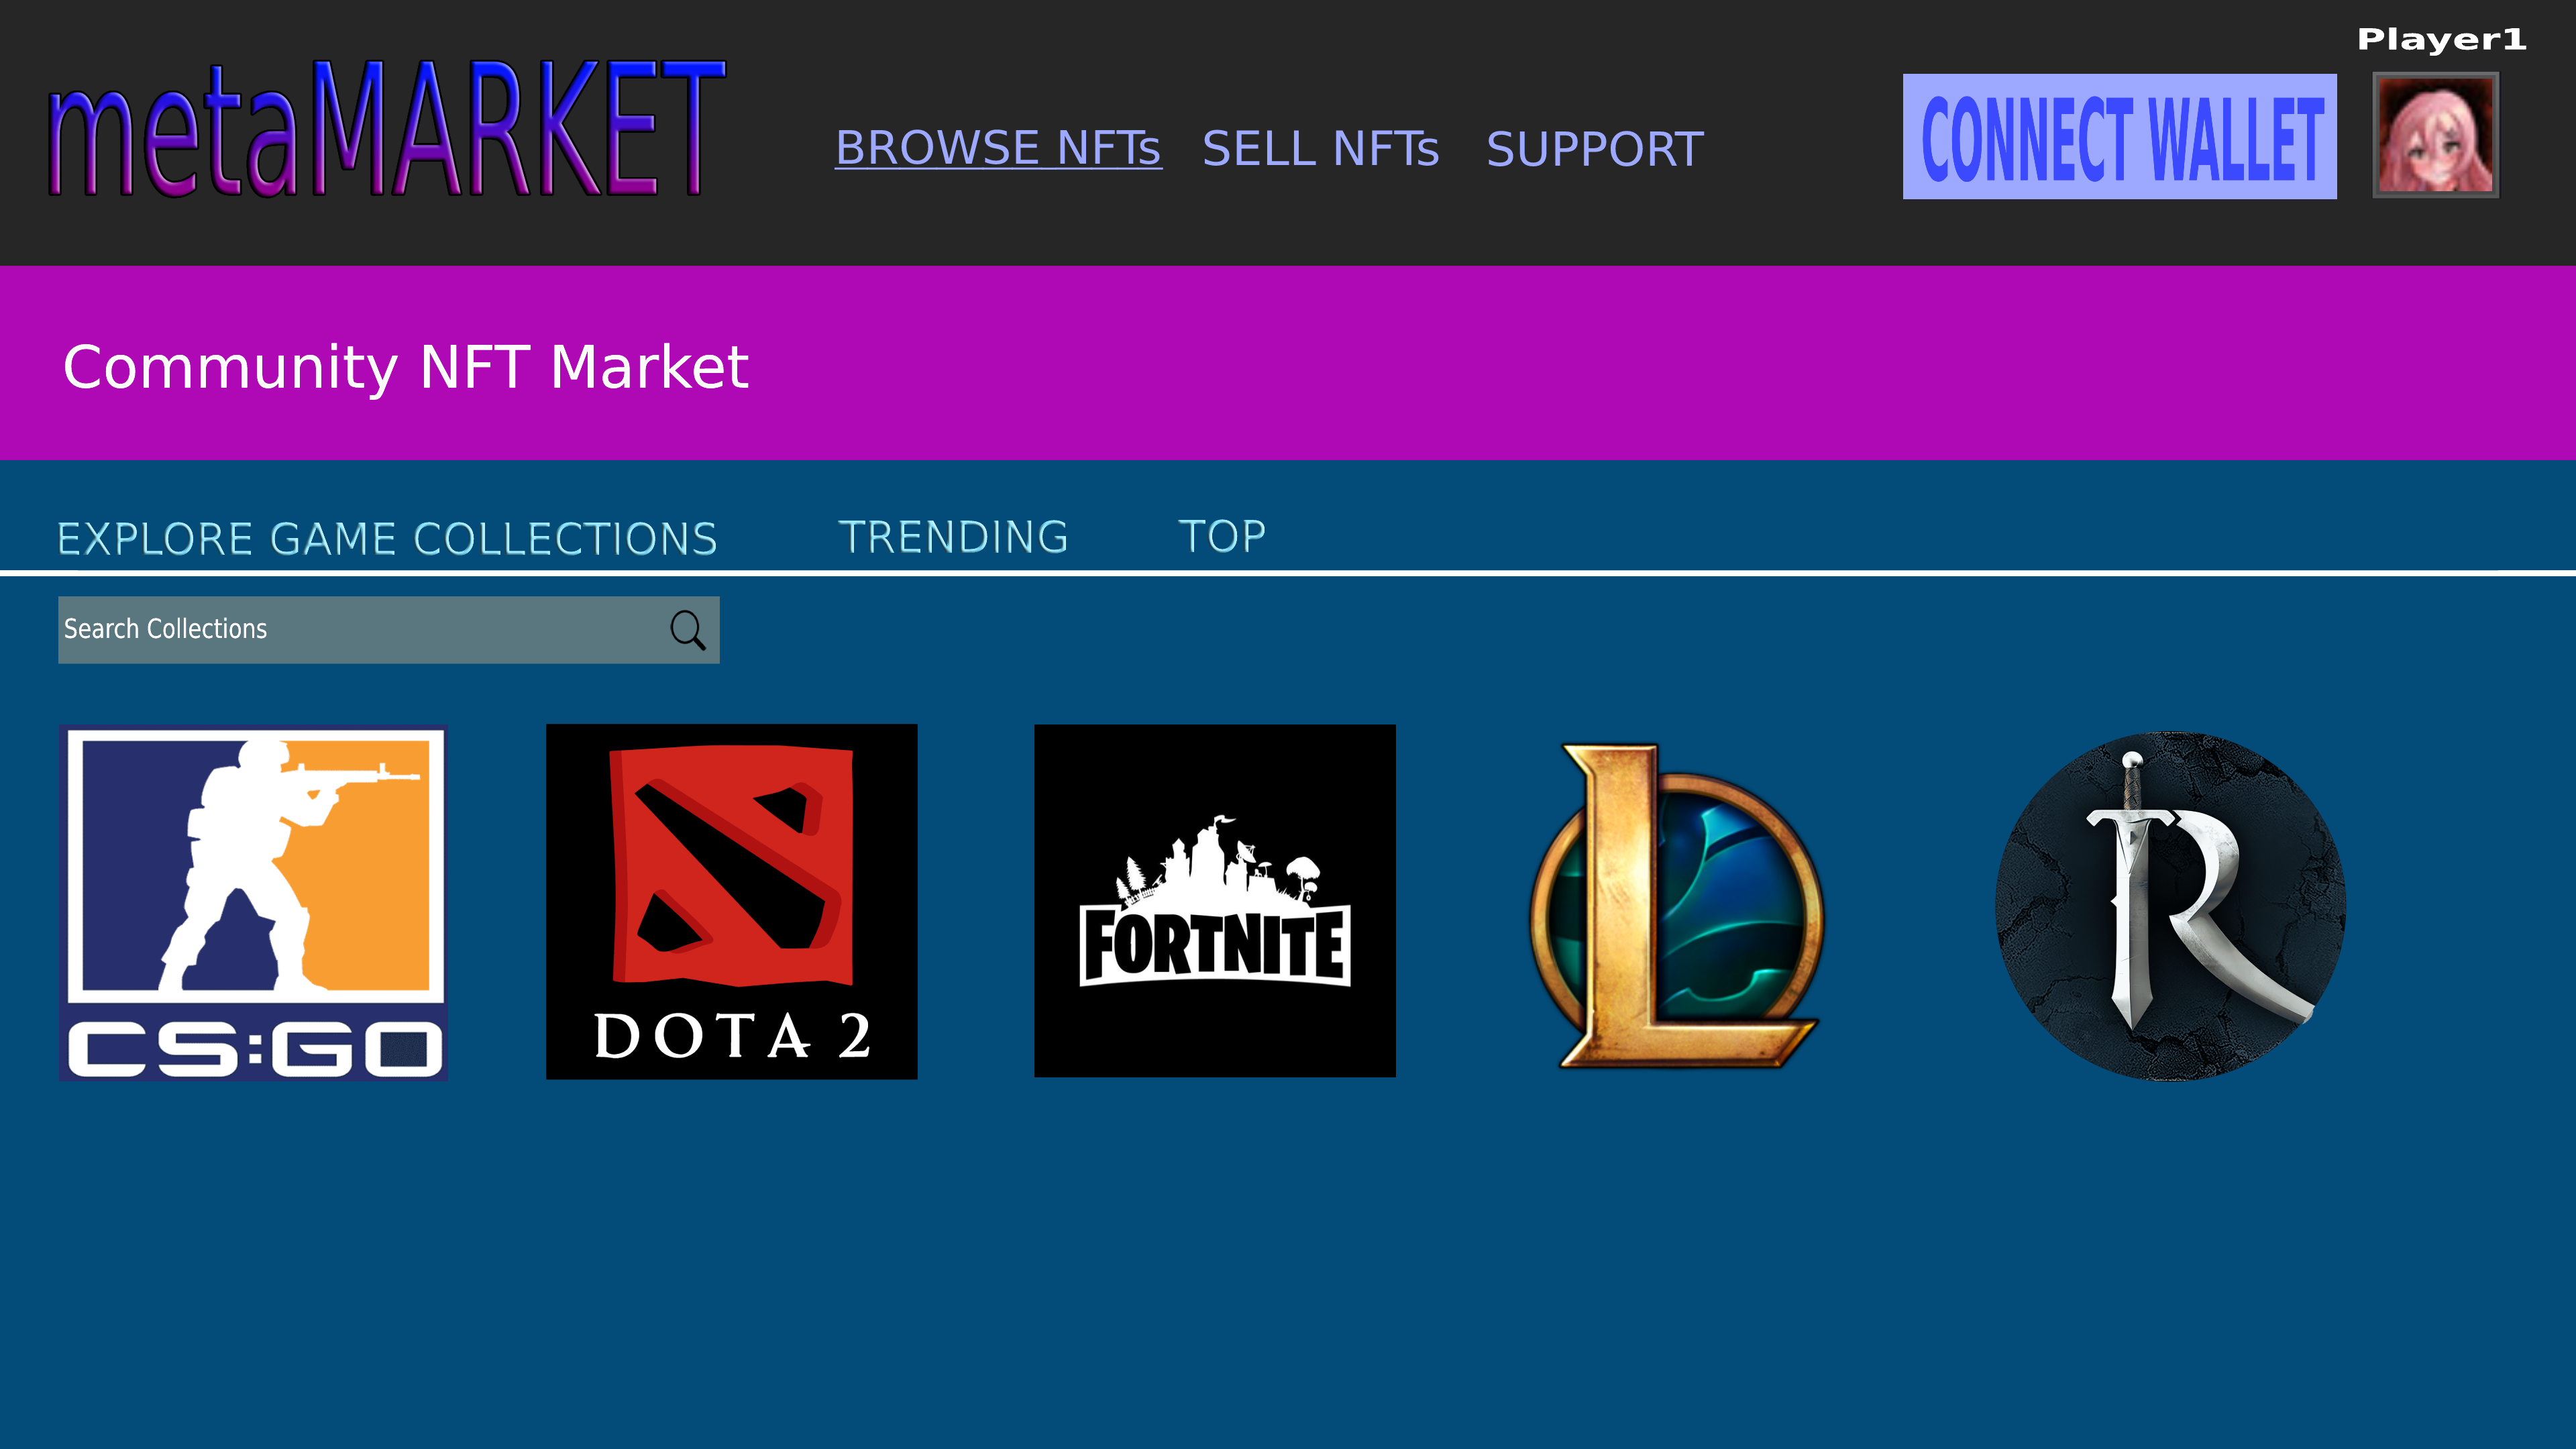 Player1
metaMARKET
BROWSE NFTs SELL NFTs SUPPORT
CONNECT WALLET
Community NFT Market
EXPLORE GAME COLLECTIONS TRENDING TOP
Search Collections
FORTNITE
CS:GO
DOTA 2